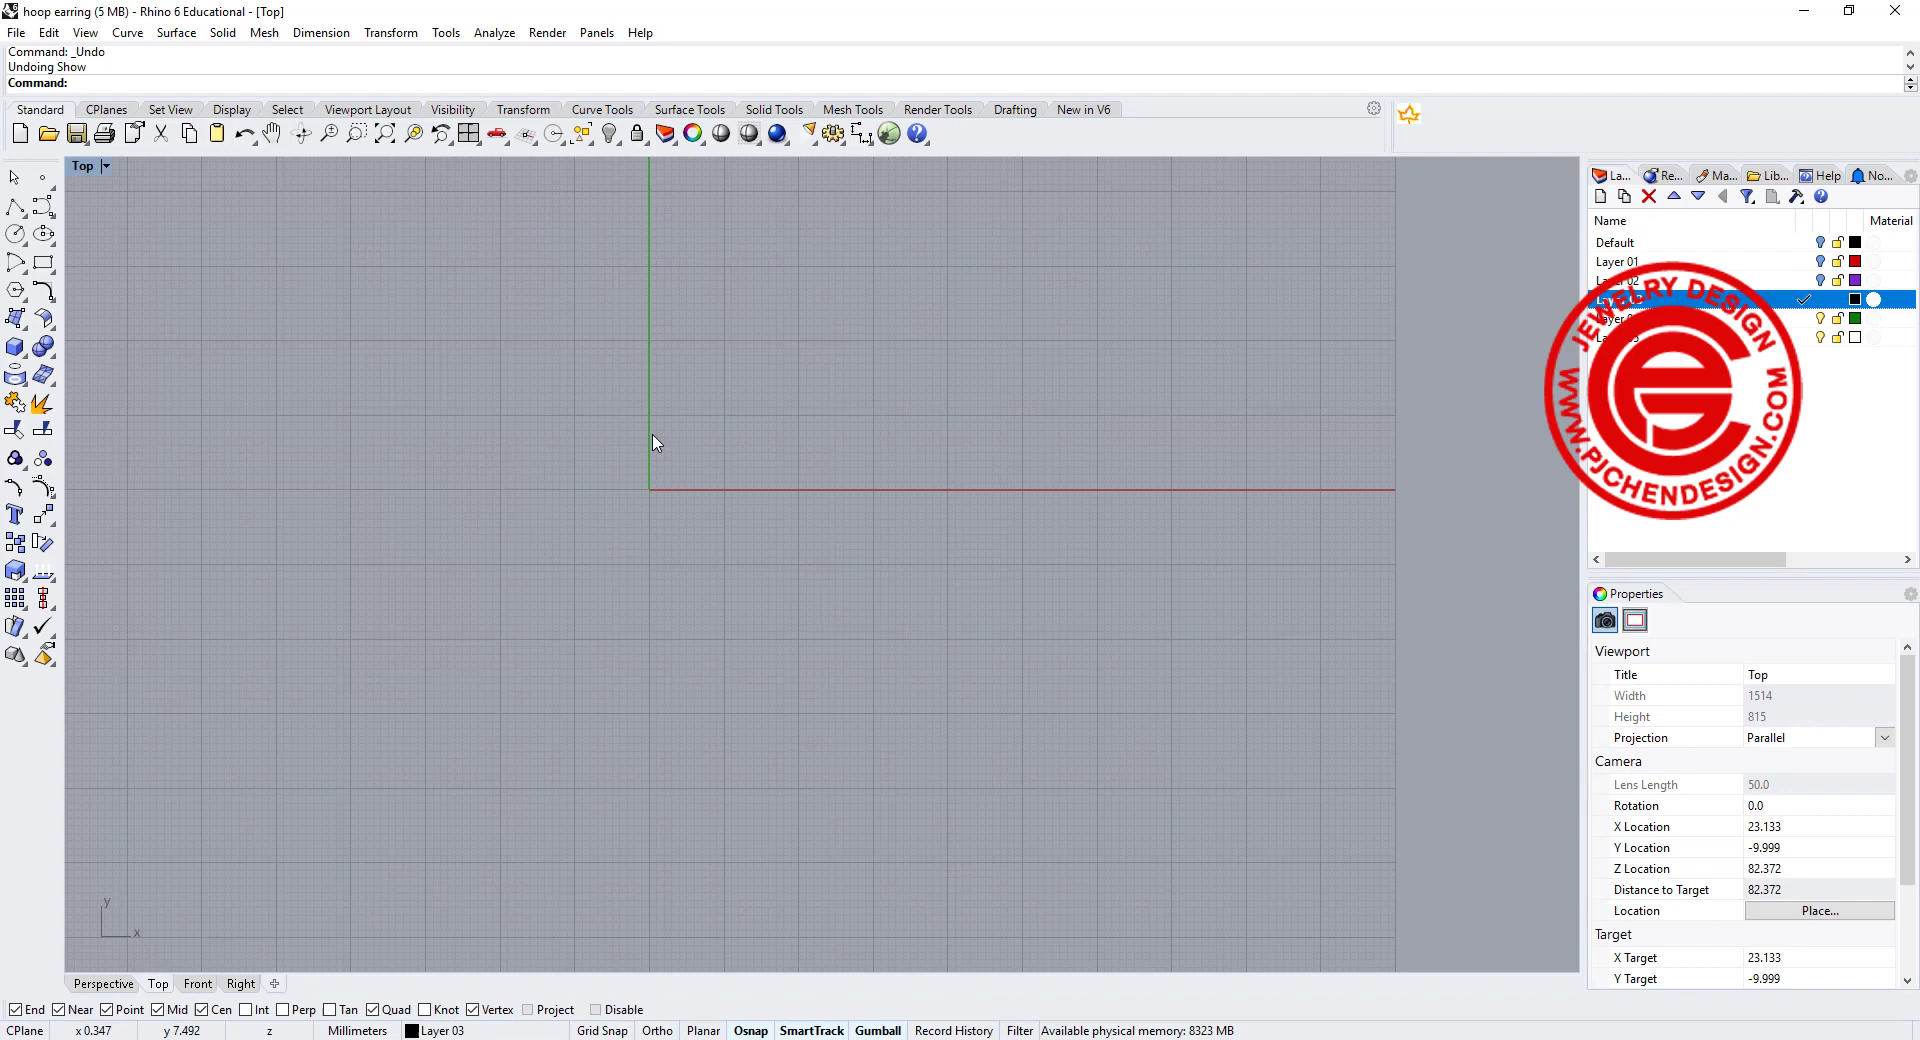 hoop earring (5 MB) - Rhino 6 Educational - [Top]
File Edit View Curve Surface Solid Mesh Dimension Transform Tools Analyze Render Panels Help
Command: _Undo
Undoing Show
Command:
Standard CPlanes Set View Display Select Viewport Layout Visibility Transform Curve Tools Surface Tools Solid Tools Mesh Tools Render Tools Drafting New in V6
Top
La... Re... Ma... Lib... Help No...
Name Material
Default
Layer 01
JEWELRY DESIGN
WWW.PJCHENDESIGN.COM
Properties
Viewport
Title Top
Width 1514
Height 815
Projection Parallel
Camera
Lens Length 50.0
Rotation 0.0
X Location 23.133
Y Location -9.999
Z Location 82.372
Distance to Target 82.372
Location Place...
Target
X Target 23.133
Y Target -9.999
y
x
Perspective Top Front Right
End Near Point Mid Cen Int Perp Tan Quad Knot Vertex Project Disable
CPlane x 0.347 y 7.492 z Millimeters Layer 03 Grid Snap Ortho Planar Osnap SmartTrack Gumball Record History Filter Available physical memory: 8323 MB